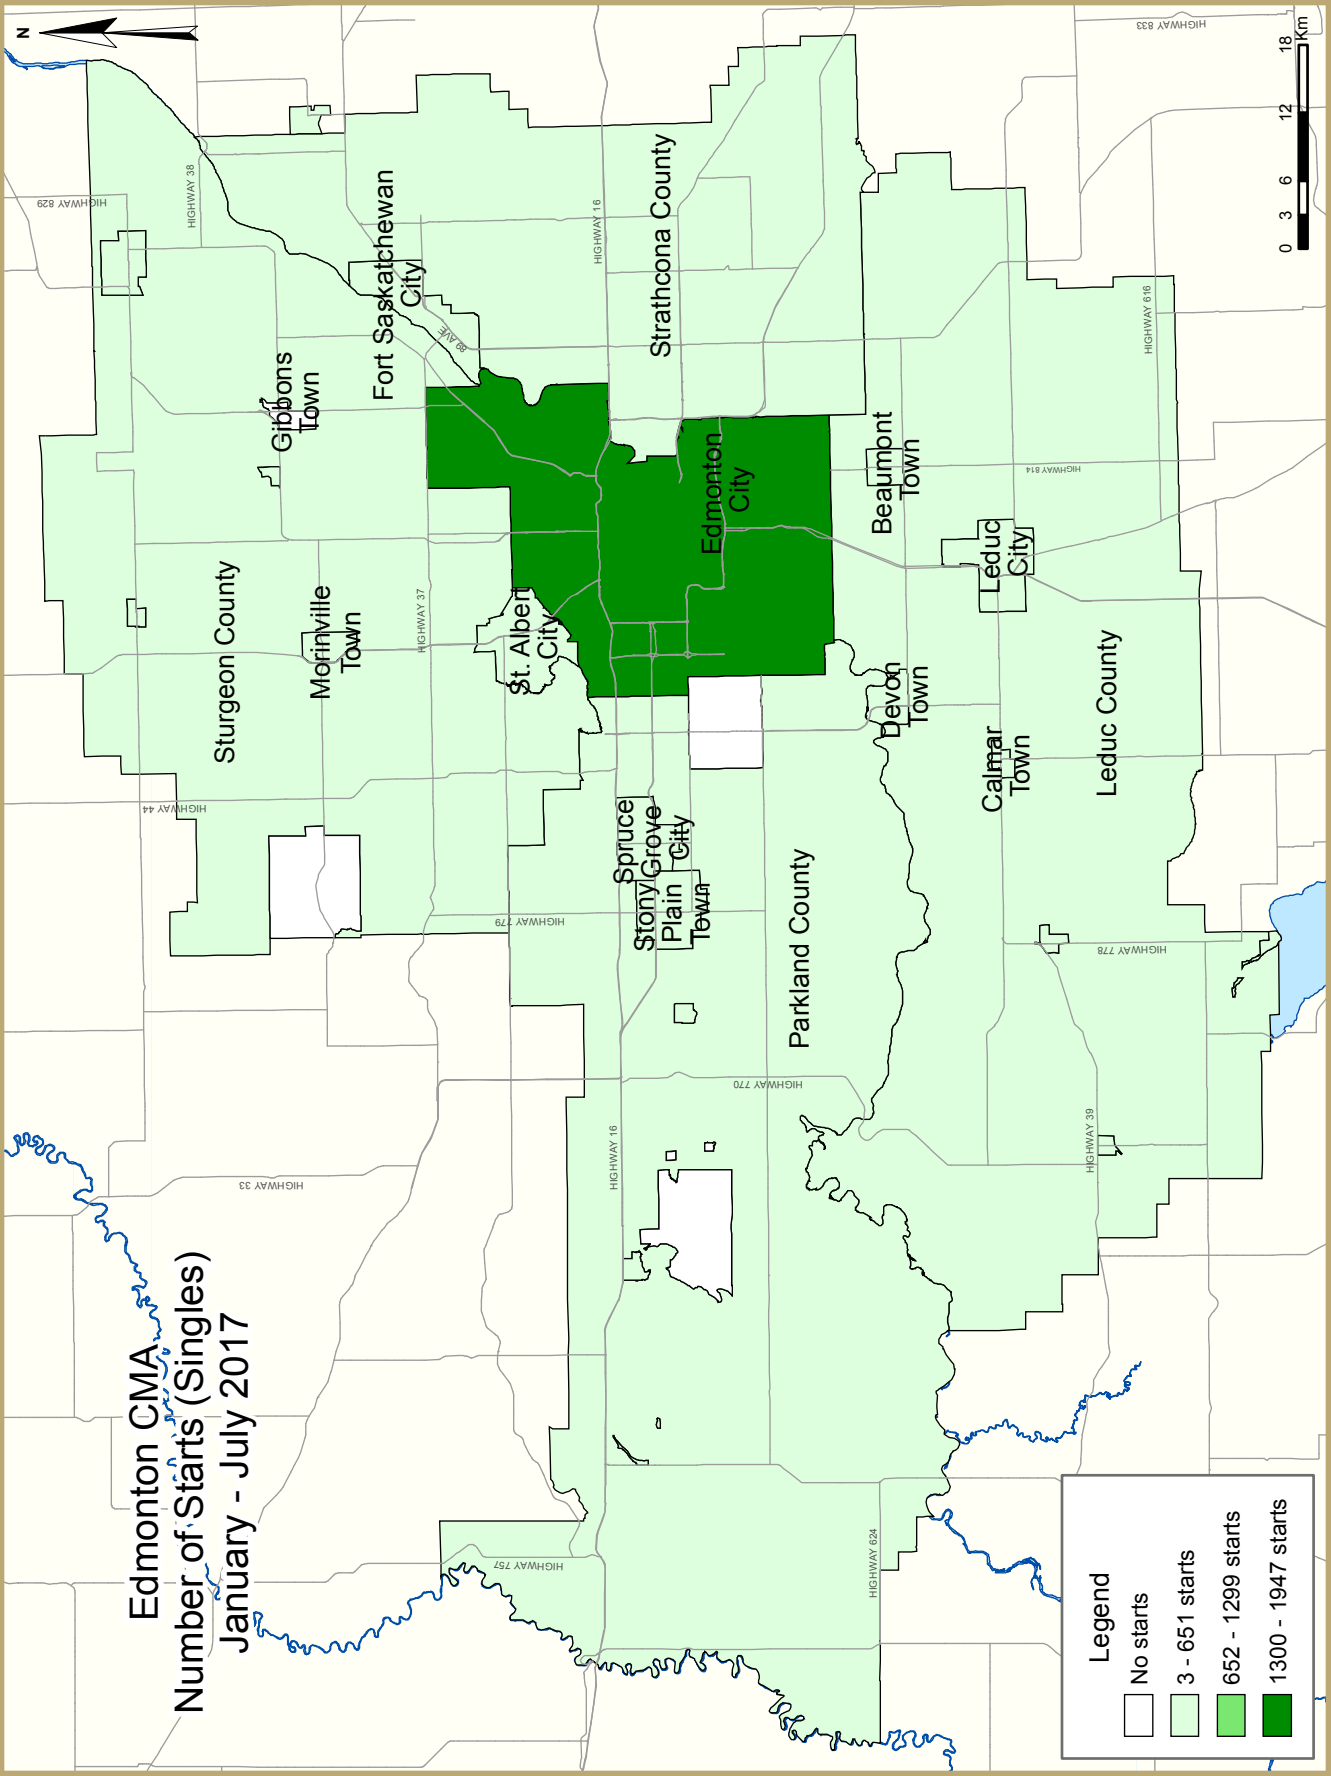 Edmonton CMA
Number of Starts (Singles)
January - July 2017
N
HIGHWAY 829
HIGHWAY 38
HIGHWAY 833
Gibbons
Town
Fort Saskatchewan
City
89 AVE
HIGHWAY 16
Strathcona County
Sturgeon County
Morinville
Town
HIGHWAY 37
St. Albert
City
Edmonton
City
Beaumont
Town
HIGHWAY 814
HIGHWAY 616
Leduc
City
HIGHWAY 44
HIGHWAY 779
Spruce
Grove
City
Stony
Plain
Town
Parkland County
Devon
Town
Calmar
Town
Leduc County
HIGHWAY 778
HIGHWAY 33
HIGHWAY 16
HIGHWAY 770
HIGHWAY 39
HIGHWAY 757
HIGHWAY 624
0 3 6 12 18
Km
Legend
No starts
3 - 651 starts
652 - 1299 starts
1300 - 1947 starts